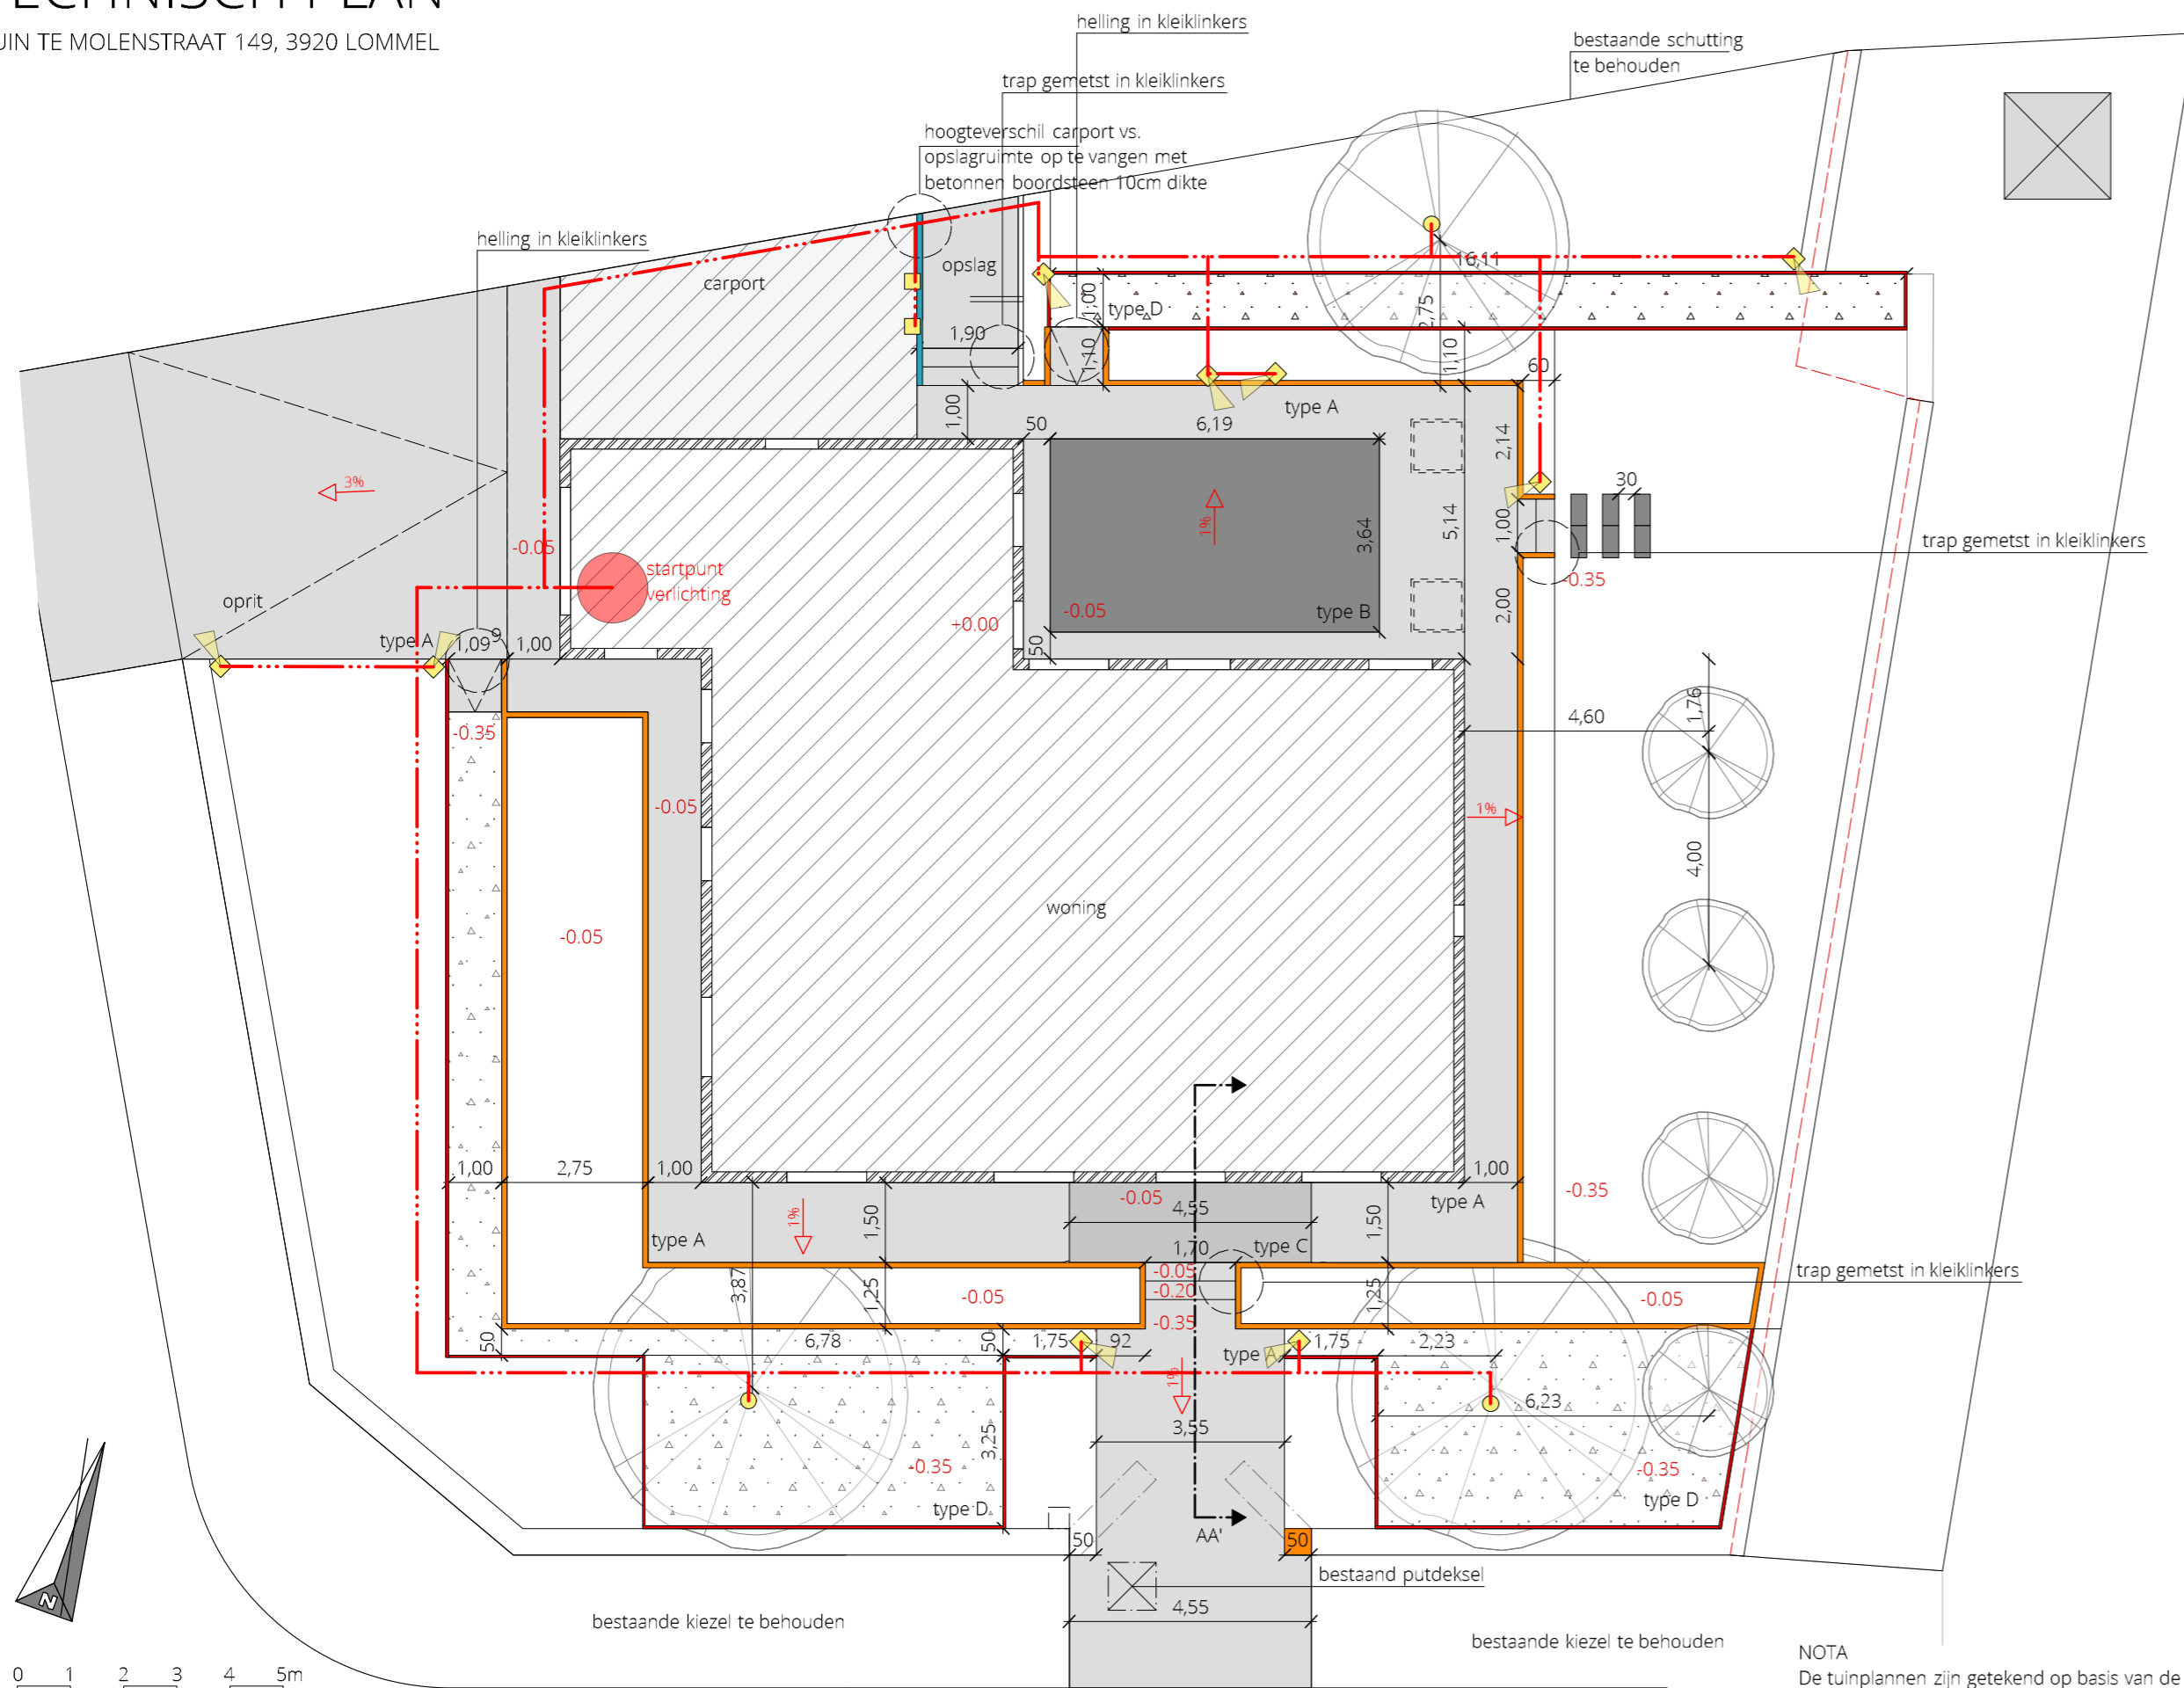 TECHNISCH PLAN
UIN TE MOLENSTRAAT 149, 3920 LOMMEL
helling in kleiklinkers
bestaande schutting
te behouden
trap gemetst in kleiklinkers
hoogteverschil carport vs.
opslagruimte op te vangen met
betonnen boordsteen 10cm dikte
helling in kleiklinkers
opslag
carport
16,11
1,00
type D
2,75
1,90
1,10
1,10
60
1,00
type A
50
6,19
2,14
3%
30
1%
3,64
5,14
1,00
-0.05
trap gemetst in kleiklinkers
startpunt
verlichting
-0.35
oprit
-0.05
type B
2,00
+0.00
type A
1,09⁹
1,00
50
-0.35
1,76
4,60
-0.05
1%
4,00
woning
-0.05
1,00
2,75
1,00
1,00
-0.05
-0.35
4,55
type A
1%
1,50
1,50
type A
1,70
type C
-0.05
trap gemetst in kleiklinkers
3,87
1,25
-0.05
-0.20
1,25
-0.05
-0.35
50
6,78
50
1,75
92
type A
1,75
2,23
1%
6,23
3,55
3,25
-0.35
-0.35
type D
type D
AA'
50
50
bestaand putdeksel
4,55
bestaande kiezel te behouden
bestaande kiezel te behouden
N
NOTA
De tuinplannen zijn getekend op basis van de
0 1 2 3 4 5m